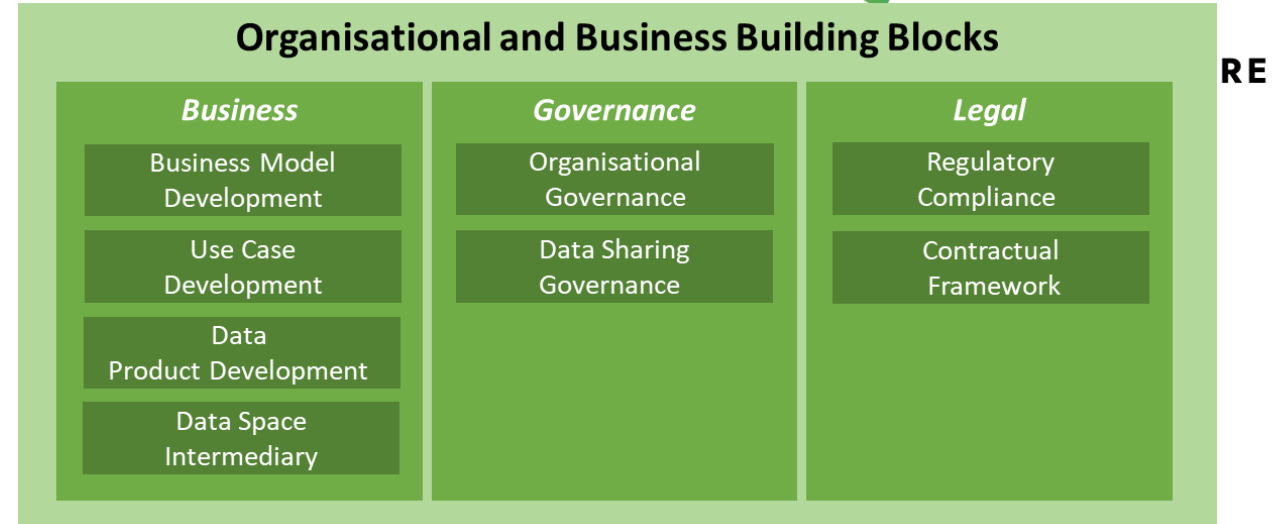 Organisational and Business Building Blocks
RE
Business
Business Model
Development
Use Case
Development
Data
Product Development
Data Space
Intermediary
Governance
Organisational
Governance
Data Sharing
Governance
Legal
Regulatory
Compliance
Contractual
Framework